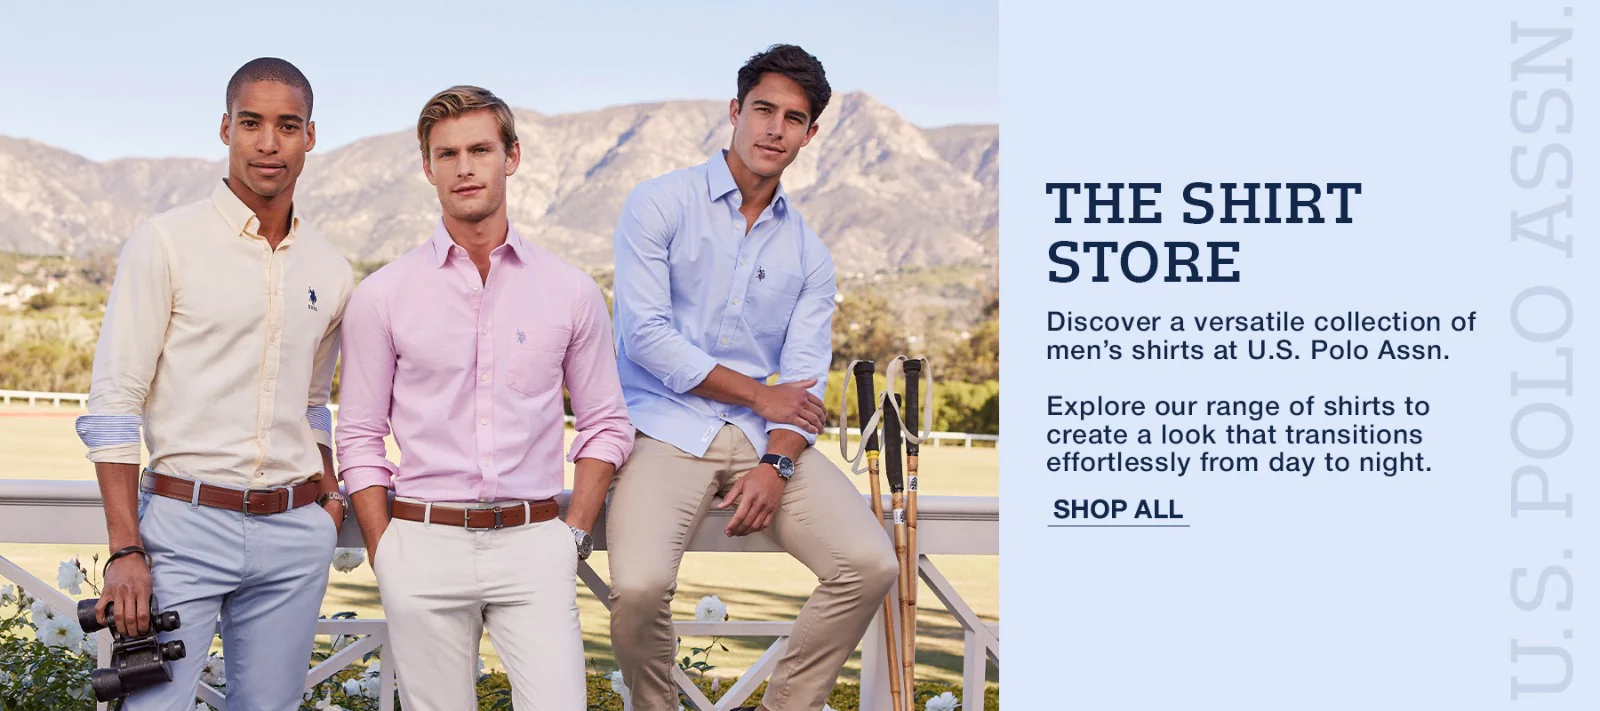 THE SHIRT
STORE
Discover a versatile collection of
men’s shirts at U.S. Polo Assn.
Explore our range of shirts to
create a look that transitions
effortlessly from day to night.
SHOP ALL
U.S. POLO ASSN.